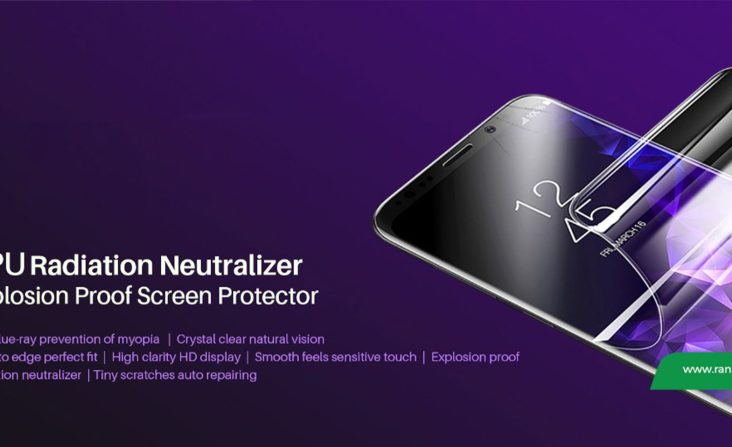 12
45
FRI, MARCH 16
PU Radiation Neutralizer
plosion Proof Screen Protector
lue-ray prevention of myopia | Crystal clear natural vision
to edge perfect fit | High clarity HD display | Smooth feels sensitive touch | Explosion proof
tion neutralizer | Tiny scratches auto repairing
www.ran